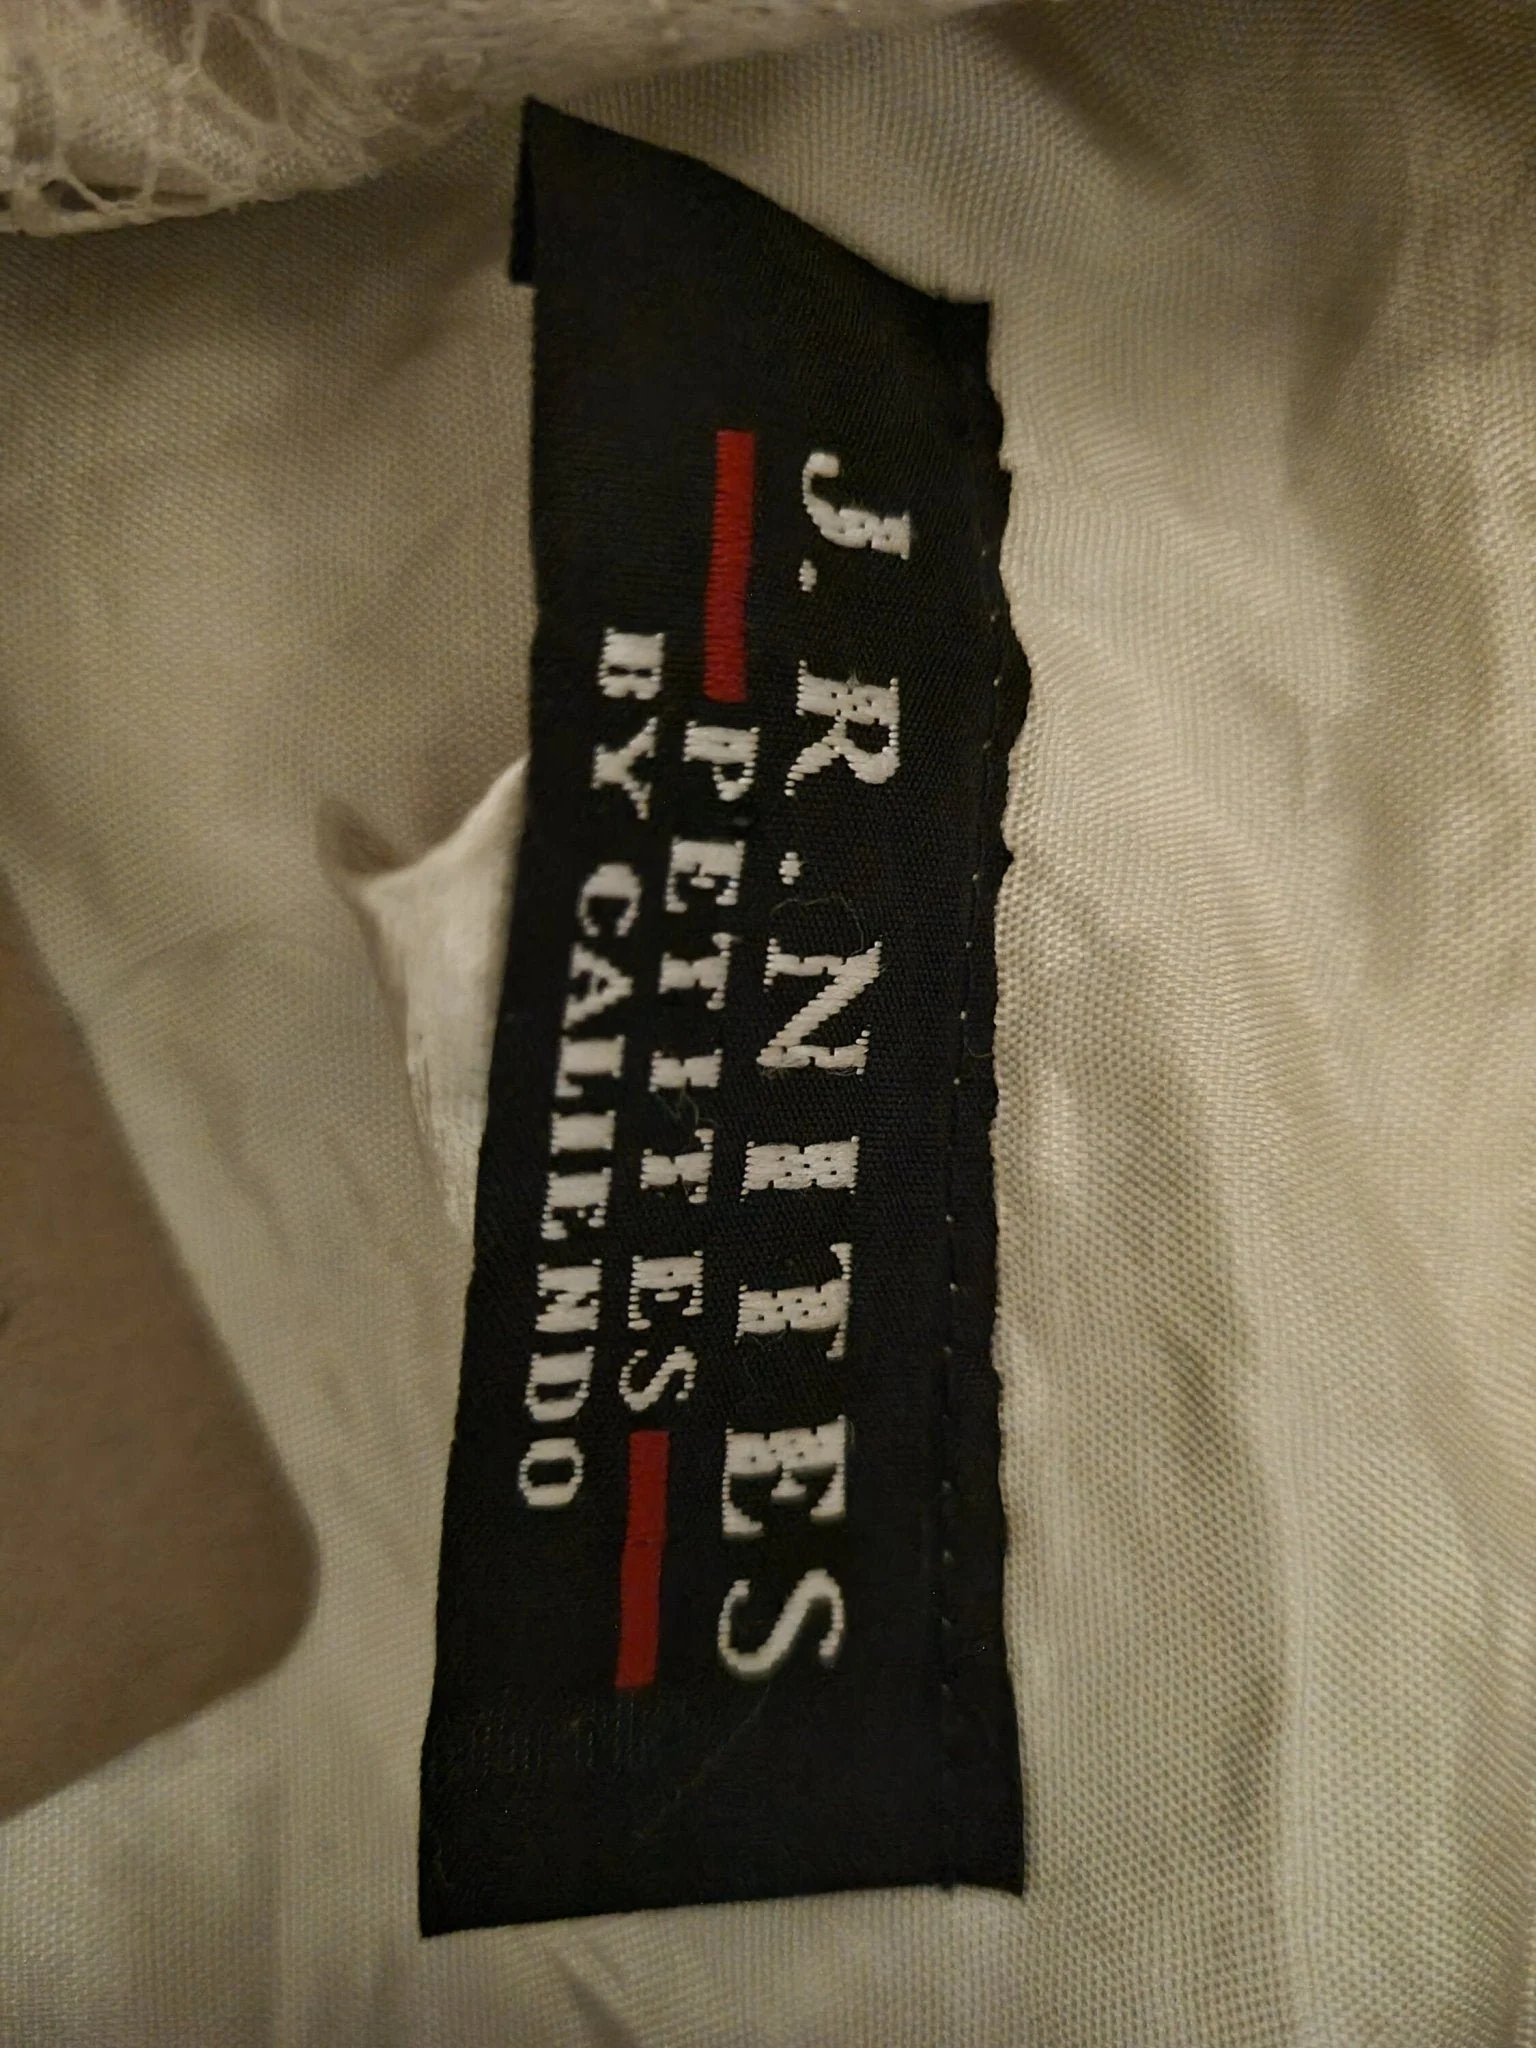 J.R.NITES
PETITES
BY CALIENDO